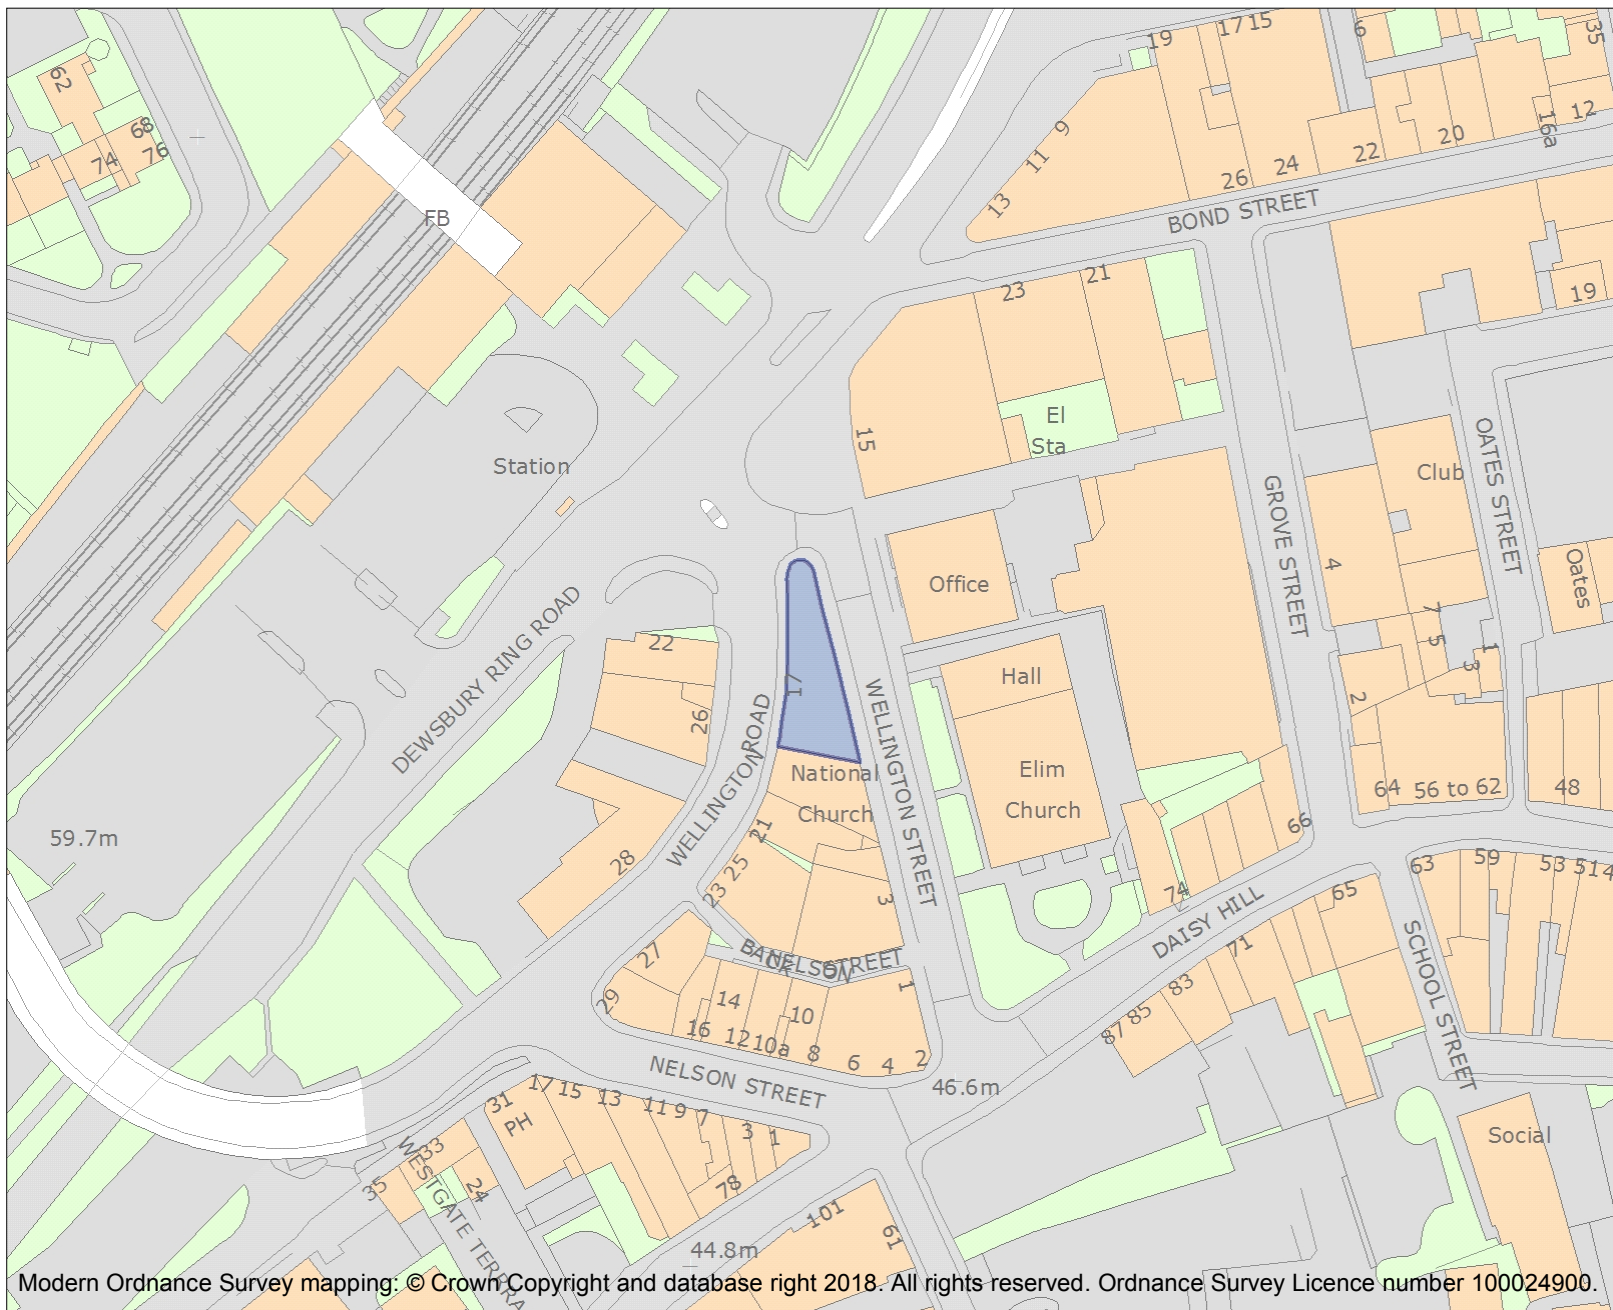 62
68
76
74
FB
19
17 15
6
35
9
11
13
26
24
22
20
16a
12
BOND STREET
23
21
19
15
El
Sta
Station
Club
OATES STREET
GROVE STREET
4
Oates
Office
DEWSBURY RING ROAD
22
26
17
Hall
WELLINGTON ROAD
WELLINGTON STREET
National
Church
Elim
Church
7
5
3
1
2
64
56 to 62
48
66
59.7m
28
21
25
23
3
74
DAISY HILL
65
63
59
53
51
BACK NELSON STREET
27
29
14
16
12
10a
10
8
6
4
2
1
71
83
85
87
SCHOOL STREET
NELSON STREET
46.6m
31
PH
17
15
13
11
9
7
3
1
78
33
35
24
WESTGATE TERRA
101
61
44.8m
Social
Modern Ordnance Survey mapping: © Crown Copyright and database right 2018. All rights reserved. Ordnance Survey Licence number 100024900.